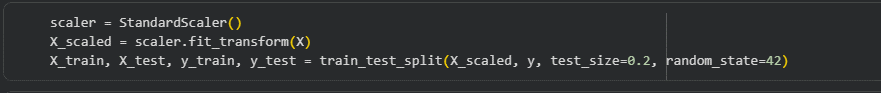 scaler = StandardScaler()
X_scaled = scaler.fit_transform(X)
X_train, X_test, y_train, y_test = train_test_split(X_scaled, y, test_size=0.2, random_state=42)